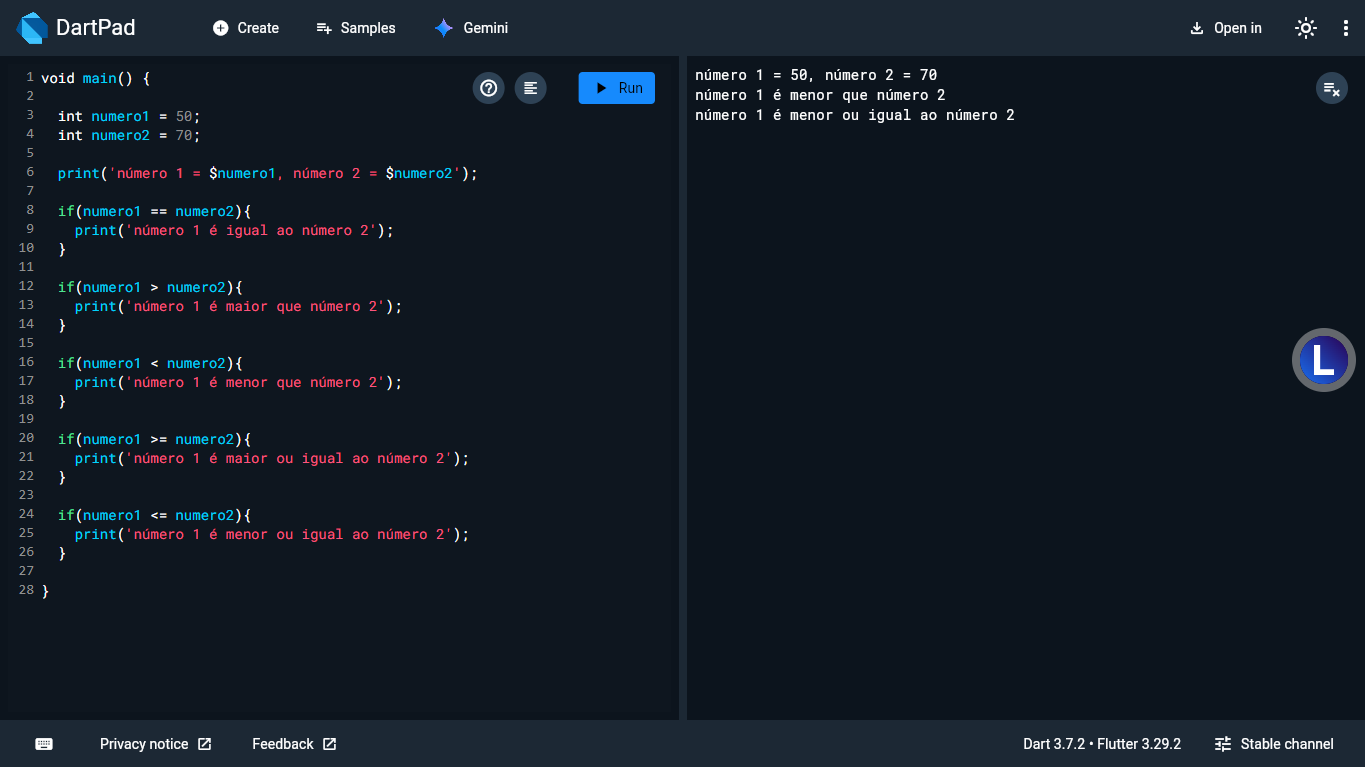 DartPad
Create
Samples
Gemini
Open in
1 void main() {
2
3 int numero1 = 50;
4 int numero2 = 70;
5
6 print('número 1 = $numero1, número 2 = $numero2');
7
8 if(numero1 == numero2){
9 print('número 1 é igual ao número 2');
10 }
11
12 if(numero1 > numero2){
13 print('número 1 é maior que número 2');
14 }
15
16 if(numero1 < numero2){
17 print('número 1 é menor que número 2');
18 }
19
20 if(numero1 >= numero2){
21 print('número 1 é maior ou igual ao número 2');
22 }
23
24 if(numero1 <= numero2){
25 print('número 1 é menor ou igual ao número 2');
26 }
27
28 }
Run
número 1 = 50, número 2 = 70
número 1 é menor que número 2
número 1 é menor ou igual ao número 2
L
Privacy notice
Feedback
Dart 3.7.2 • Flutter 3.29.2
Stable channel